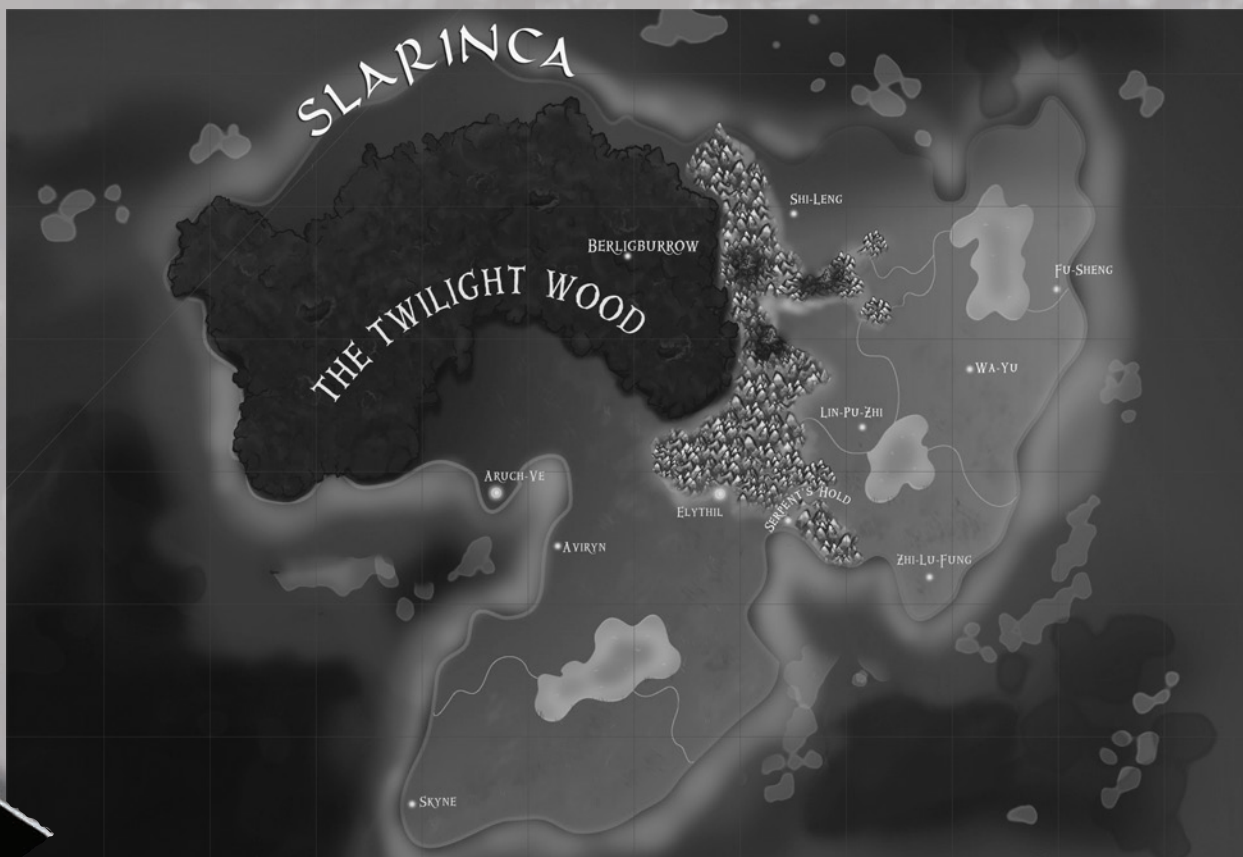 SLARINCA
SHI-LENG
BERLIGBURROW
FU-SHENG
THE TWILIGHT WOOD
WA-YU
LIN-PU-ZHI
ARUCH-VE
SERPENT'S HOLD
ELYTHIL
AVIRYN
ZHI-LU-FUNG
SKYNE